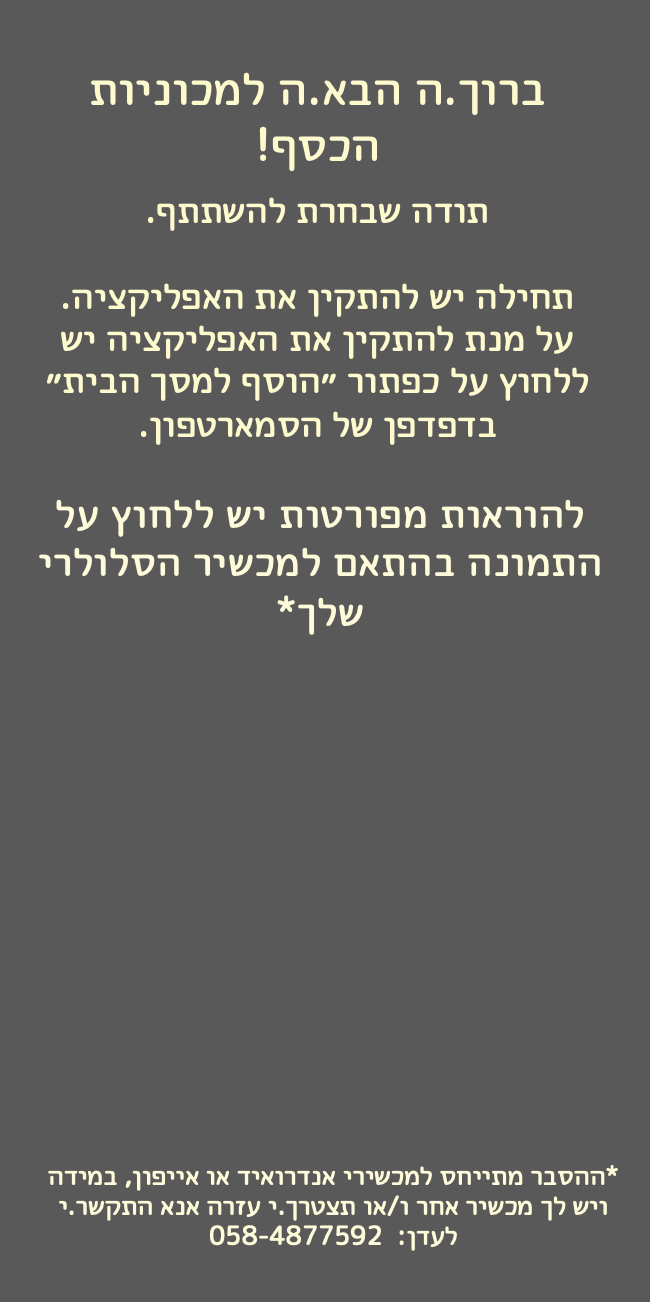 ברוך.ה הבא.ה למכוניות
הכסף!
תודה שבחרת להשתתף.
תחילה יש להתקין את האפליקציה.
על מנת להתקין את האפליקציה יש
ללחוץ על כפתור ״הוסף למסך הבית״
בדפדפן של הסמארטפון.
להוראות מפורטות יש ללחוץ על
התמונה בהתאם למכשיר הסלולרי
שלך*
*ההסבר מתייחס למכשירי אנדרואיד או אייפון, במידה
ויש לך מכשיר אחר ו/או תצטרך.י עזרה אנא התקשר.י
לעדן: 058-4877592